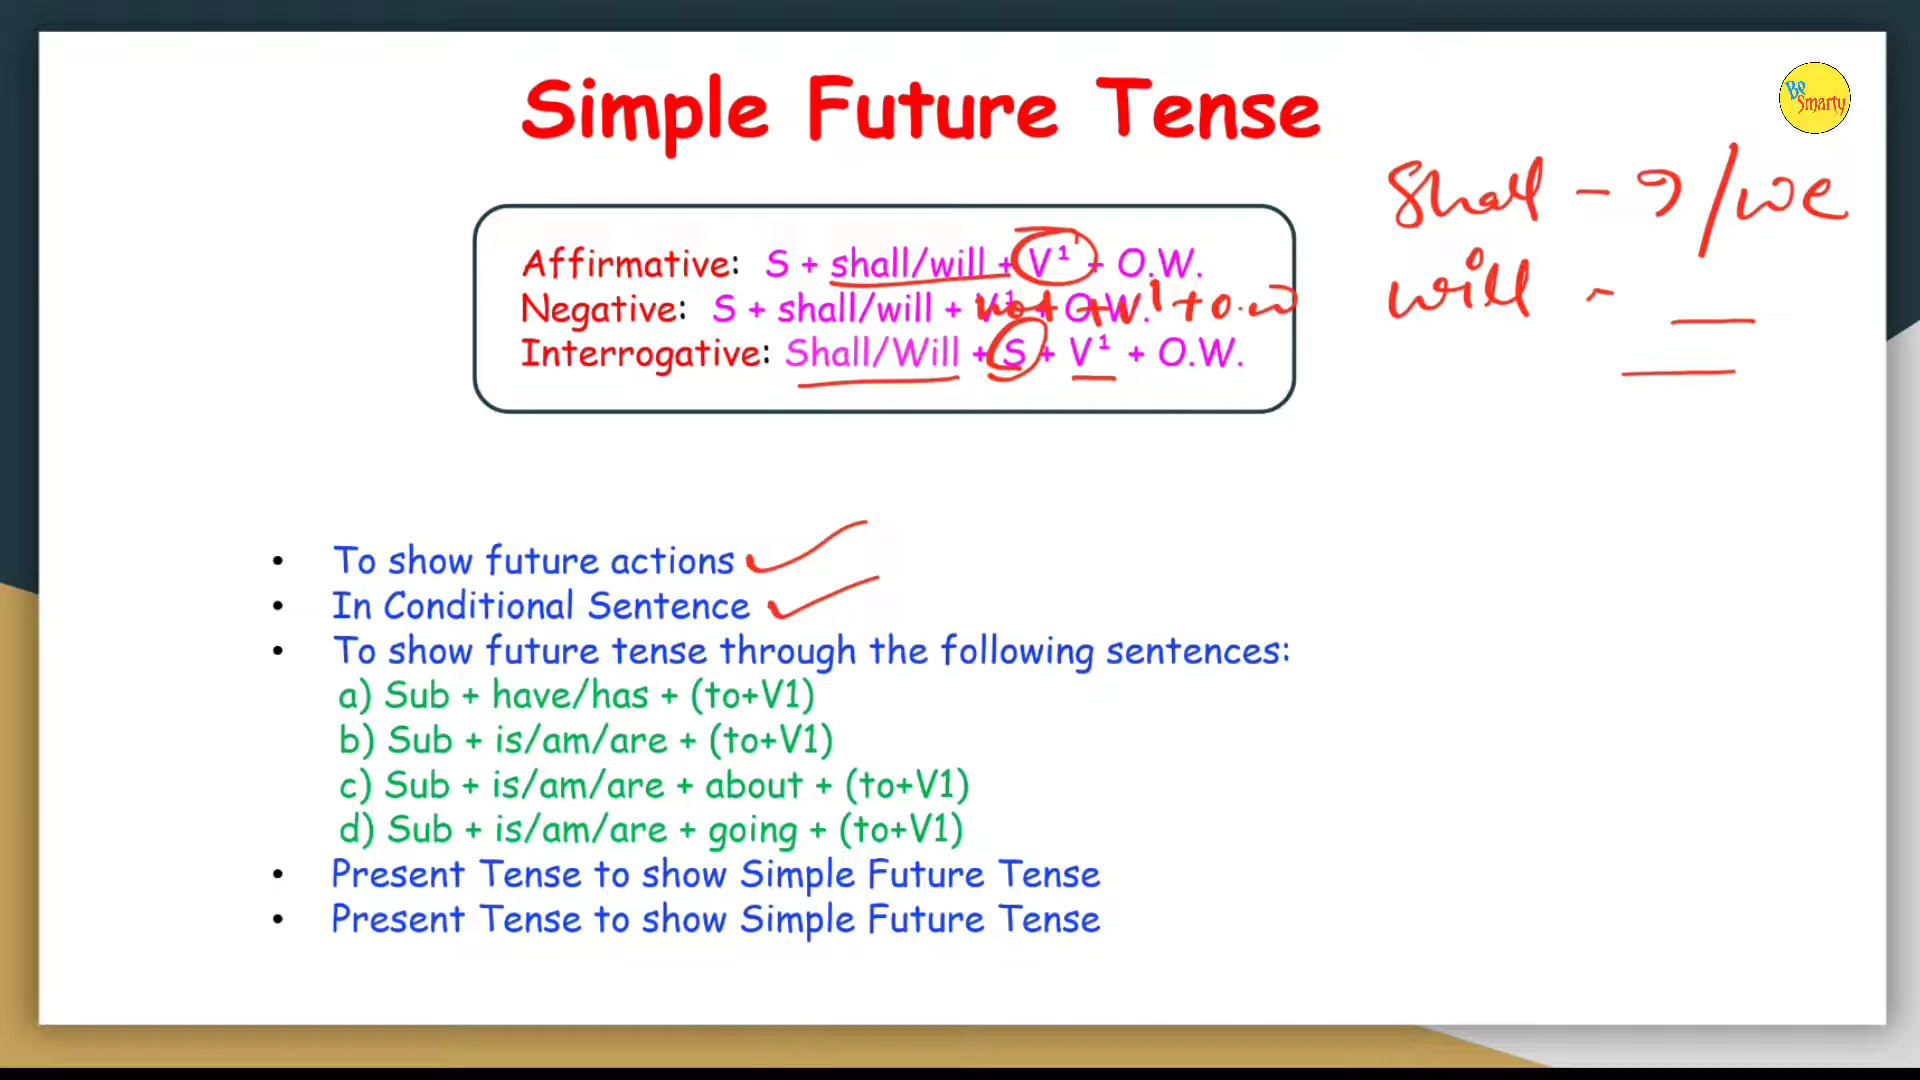 Simple Future Tense
Be Smarty
Shall - I/we
will -
Affirmative: S + shall/will + V¹ + O.W.
Negative: S + shall/will + V¹ + O.W.
not + V¹ + o.w
Interrogative: Shall/Will + S + V¹ + O.W.
• To show future actions
• In Conditional Sentence
• To show future tense through the following sentences:
a) Sub + have/has + (to+V1)
b) Sub + is/am/are + (to+V1)
c) Sub + is/am/are + about + (to+V1)
d) Sub + is/am/are + going + (to+V1)
• Present Tense to show Simple Future Tense
• Present Tense to show Simple Future Tense